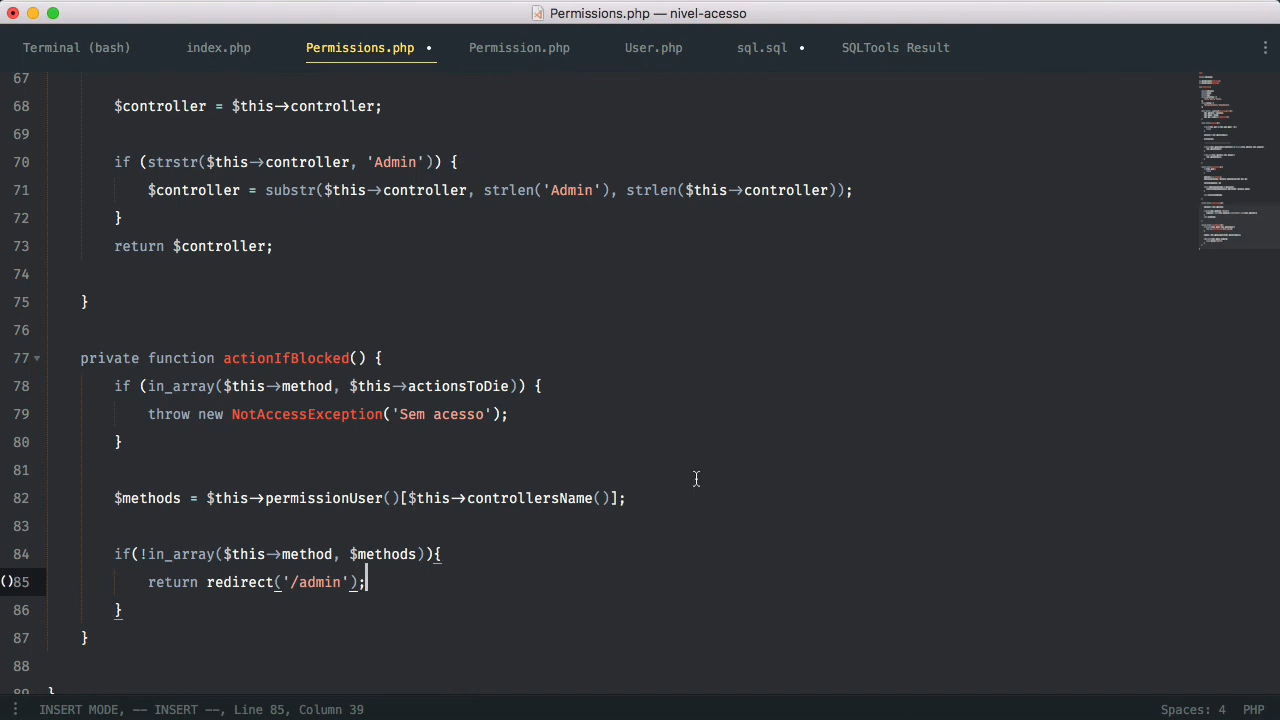 Permissions.php — nivel-acesso
Terminal (bash) index.php Permissions.php • Permission.php User.php sql.sql • SQLTools Result
67
68 $controller = $this->controller;
69
70 if (strstr($this->controller, 'Admin')) {
71 $controller = substr($this->controller, strlen('Admin'), strlen($this->controller));
72 }
73 return $controller;
74
75 }
76
77 private function actionIfBlocked() {
78 if (in_array($this->method, $this->actionsToDie)) {
79 throw new NotAccessException('Sem acesso');
80 }
81
82 $methods = $this->permissionUser()[$this->controllersName()];
83
84 if(!in_array($this->method, $methods)){
()85 return redirect('/admin');
86 }
87 }
88
89 }
INSERT MODE, -- INSERT --, Line 85, Column 39 Spaces: 4 PHP